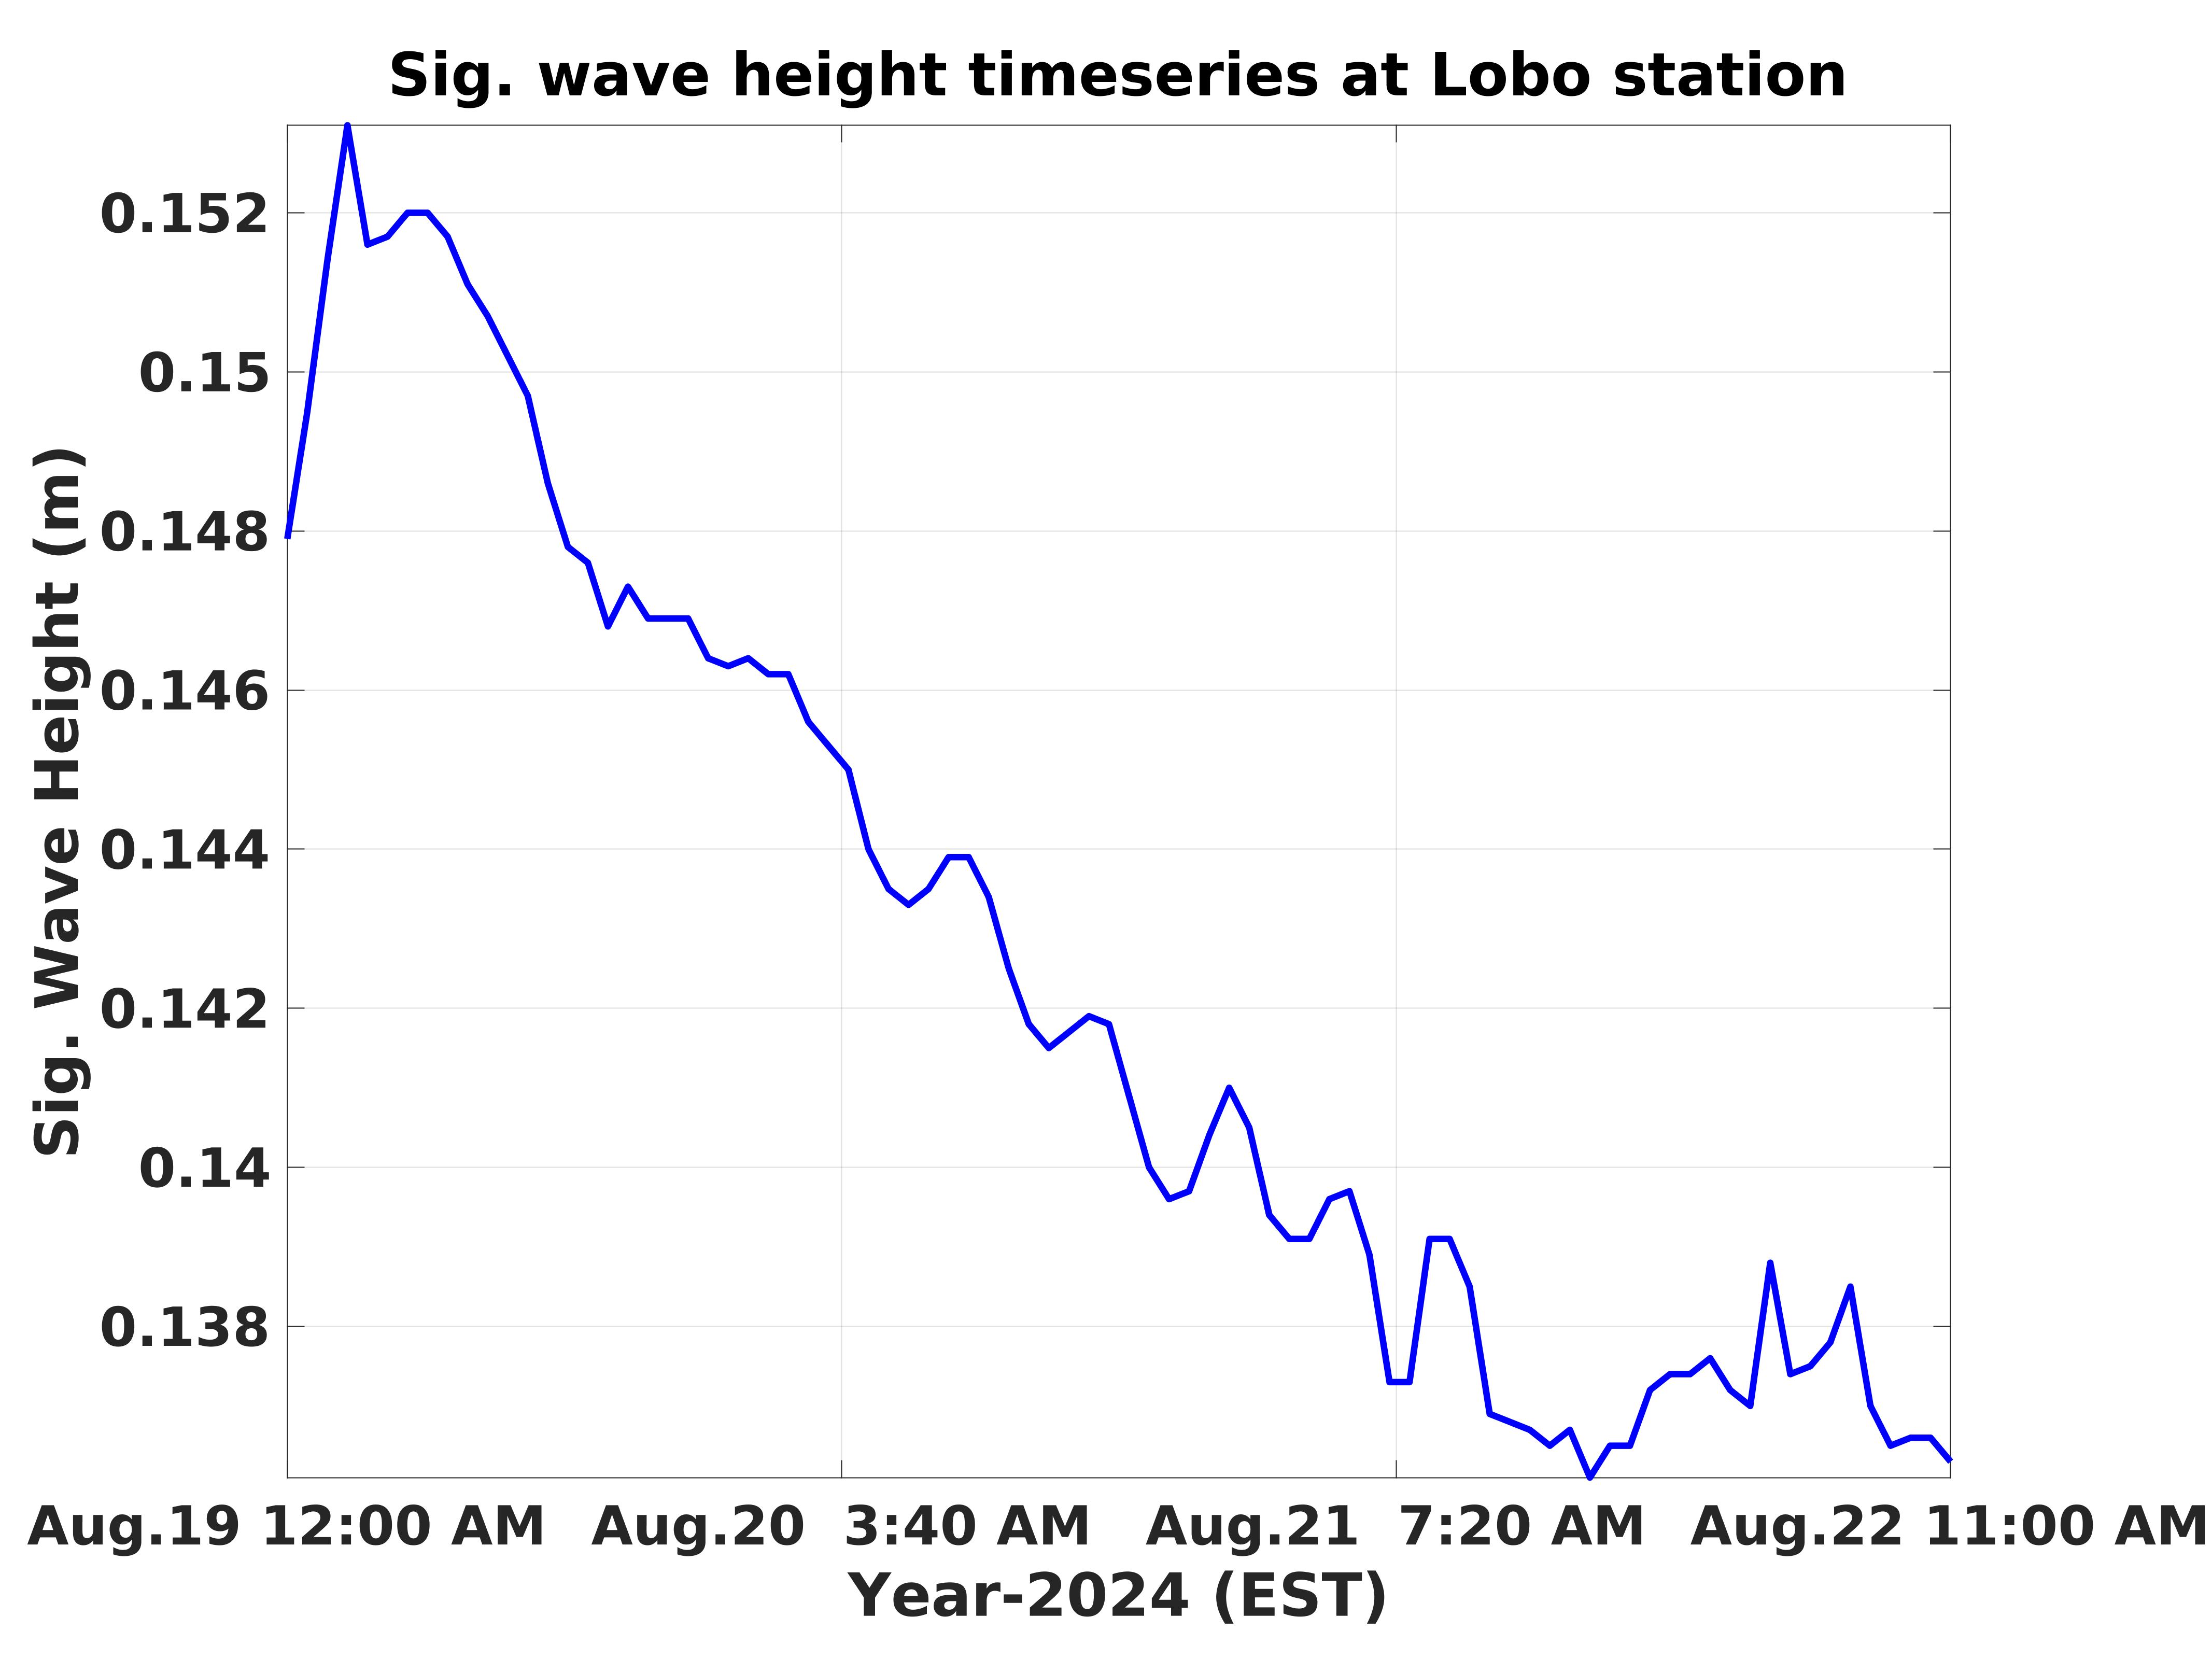 Sig. wave height timeseries at Lobo station
Sig. Wave Height (m)
0.152
0.15
0.148
0.146
0.144
0.142
0.14
0.138
Aug.19 12:00 AM Aug.20 3:40 AM Aug.21 7:20 AM Aug.22 11:00 AM
Year-2024 (EST)